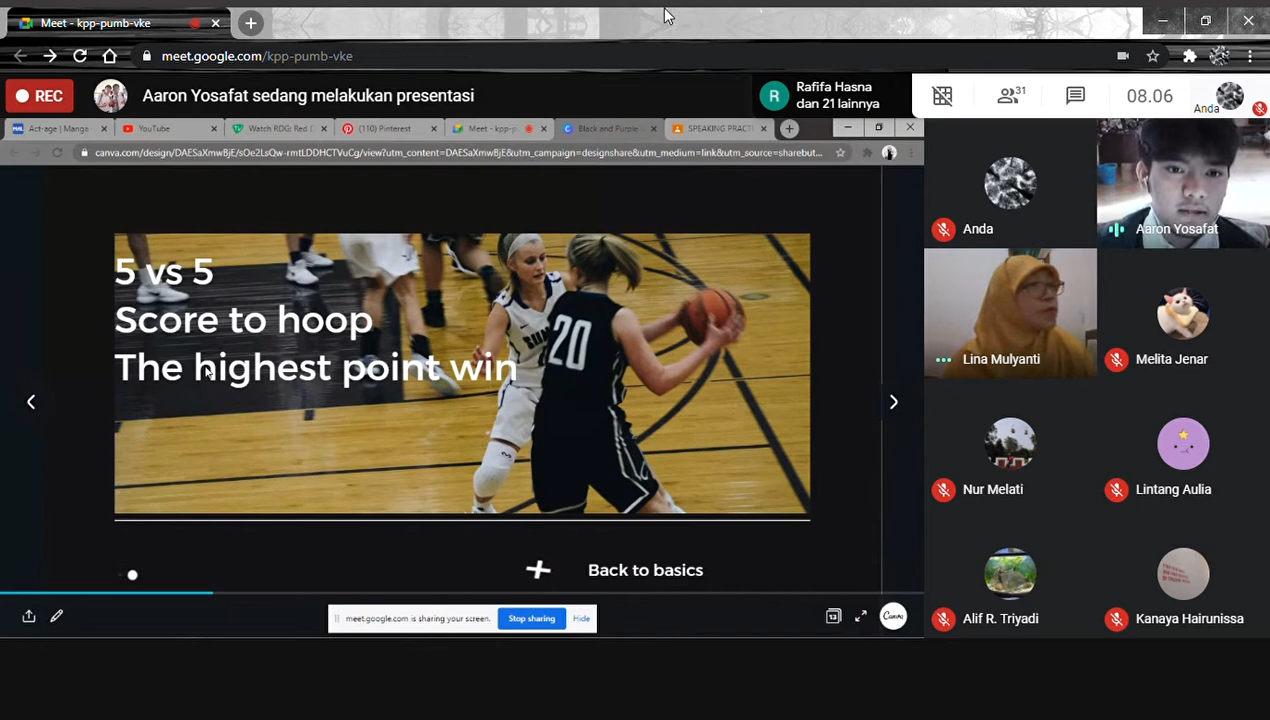 Meet - kpp-pumb-vke
meet.google.com/kpp-pumb-vke
REC
Aaron Yosafat sedang melakukan presentasi
R
Rafifa Hasna
dan 21 lainnya
31
08.06
Anda
Act-age | Manga
YouTube
Watch RDG: Red D
(110) Pinterest
Meet - kpp-p
Black and Purple
SPEAKING PRACT
canva.com/design/DAESaXmwBjE/sOe2LsQw-rmtLDDHCTVuCg/view?utm_content=DAESaXmwBjE&utm_campaign=designshare&utm_medium=link&utm_source=sharebut...
5 vs 5
Score to hoop
The highest point win
20
Back to basics
meet.google.com is sharing your screen.
Stop sharing
Hide
13
Canva
Anda
Aaron Yosafat
Lina Mulyanti
Melita Jenar
Nur Melati
Lintang Aulia
Alif R. Triyadi
Kanaya Hairunissa